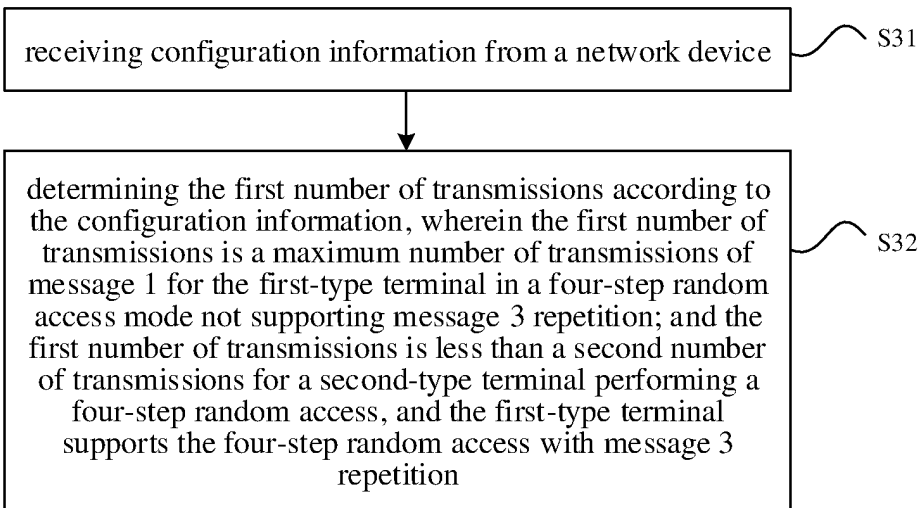 receiving configuration information from a network device
S31
determining the first number of transmissions according to
the configuration information, wherein the first number of
transmissions is a maximum number of transmissions of
message 1 for the first-type terminal in a four-step random
access mode not supporting message 3 repetition; and the
first number of transmissions is less than a second number
of transmissions for a second-type terminal performing a
four-step random access, and the first-type terminal
supports the four-step random access with message 3
repetition
S32